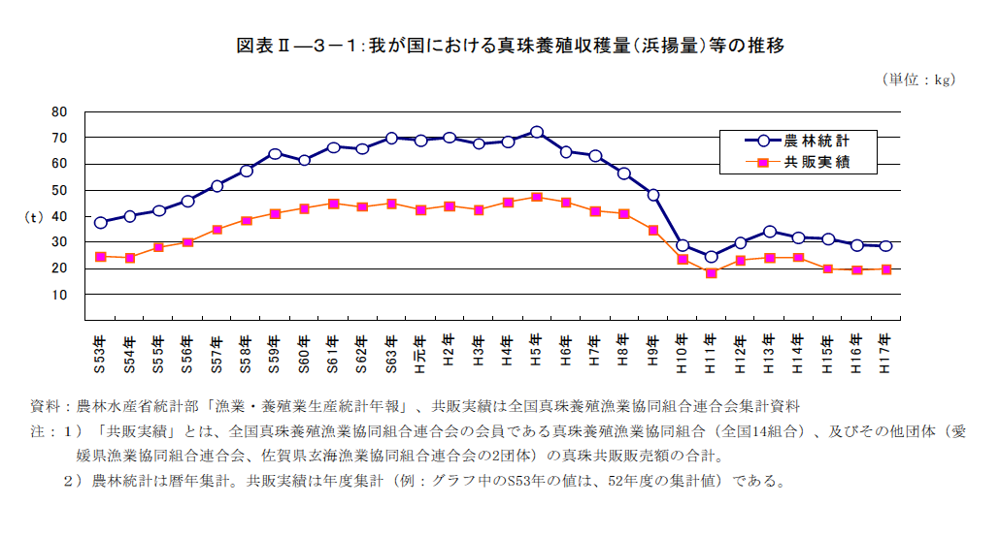 図表Ⅱ―３－１：我が国における真珠養殖収穫量（浜揚量）等の推移
（単位：kg）
80
70
60
50
40
30
20
10
（t）
農林統計
共販実績
S53年 S54年 S55年 S56年 S57年 S58年 S59年 S60年 S61年 S62年 S63年 H元年 H2年 H3年 H4年 H5年 H6年 H7年 H8年 H9年 H10年 H11年 H12年 H13年 H14年 H15年 H16年 H17年
資料：農林水産省統計部「漁業・養殖業生産統計年報」、共販実績は全国真珠養殖漁業協同組合連合会集計資料
注：１）「共販実績」とは、全国真珠養殖漁業協同組合連合会の会員である真珠養殖漁業協同組合（全国14組合）、及びその他団体（愛
媛県漁業協同組合連合会、佐賀県玄海漁業協同組合連合会の2団体）の真珠共販販売額の合計。
２）農林統計は暦年集計。共販実績は年度集計（例：グラフ中のS53年の値は、52年度の集計値）である。